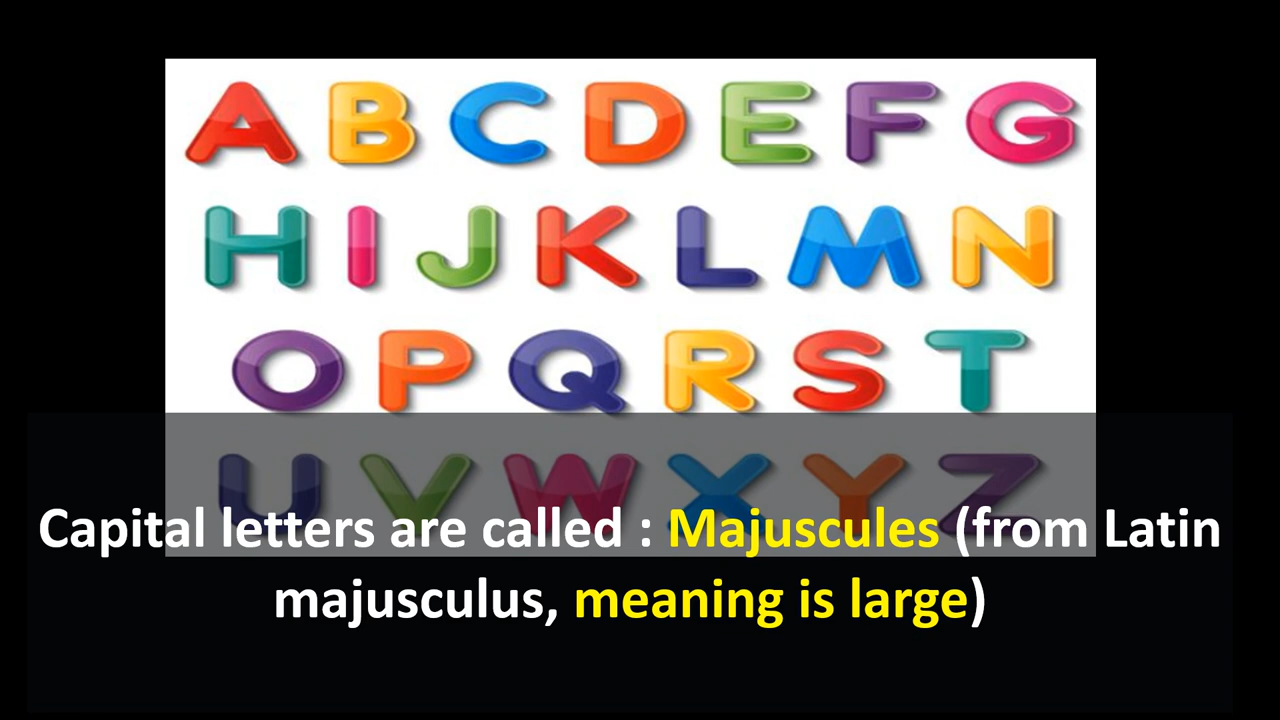 A B C D E F G
H I J K L M N
O P Q R S T
U V W X Y Z
Capital letters are called : Majuscules (from Latin
majusculus, meaning is large)